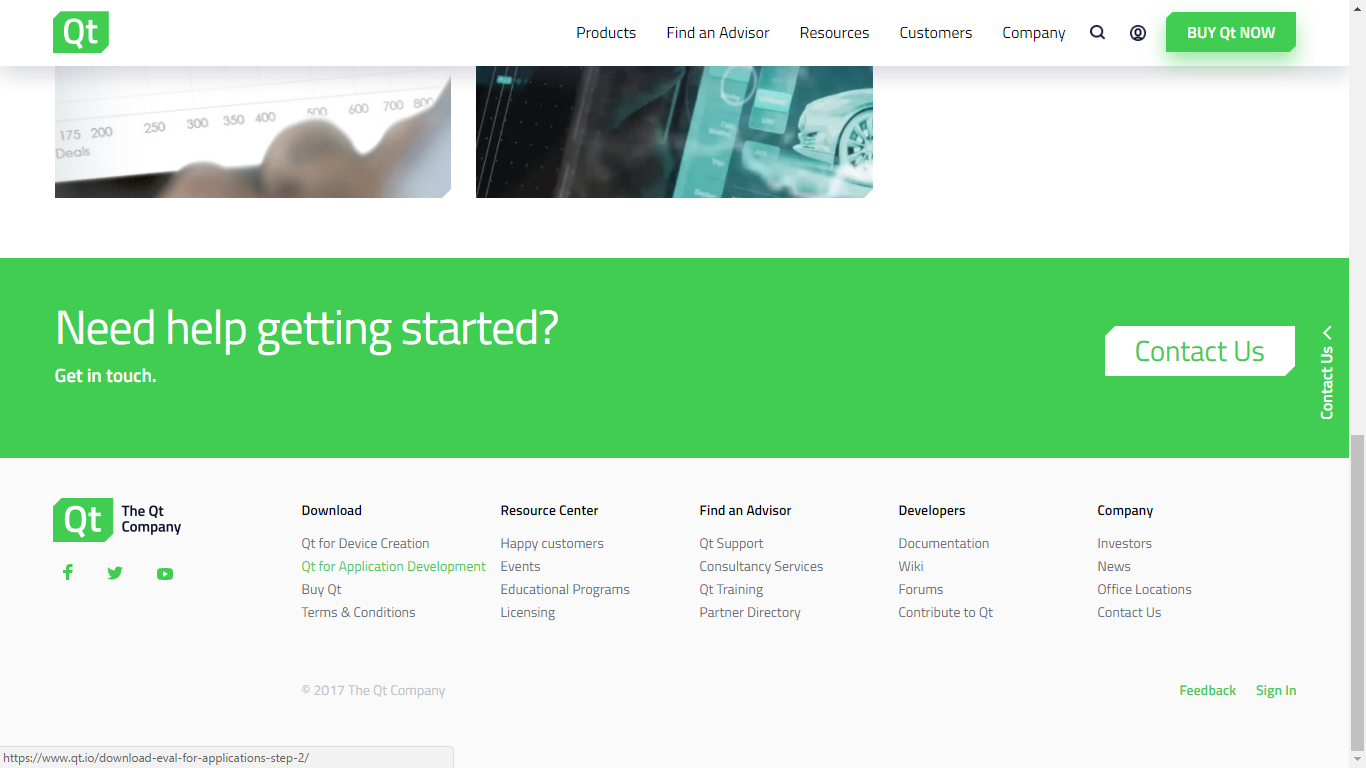 Qt
Products
Find an Advisor
Resources
Customers
Company
BUY Qt NOW
175 200 250 300 350 400 500 600 700 800
Deals
Need help getting started?
Get in touch.
Contact Us
Contact Us
Qt
The Qt
Company
Download
Qt for Device Creation
Qt for Application Development
Buy Qt
Terms & Conditions
Resource Center
Happy customers
Events
Educational Programs
Licensing
Find an Advisor
Qt Support
Consultancy Services
Qt Training
Partner Directory
Developers
Documentation
Wiki
Forums
Contribute to Qt
Company
Investors
News
Office Locations
Contact Us
© 2017 The Qt Company
Feedback
Sign In
https://www.qt.io/download-eval-for-applications-step-2/